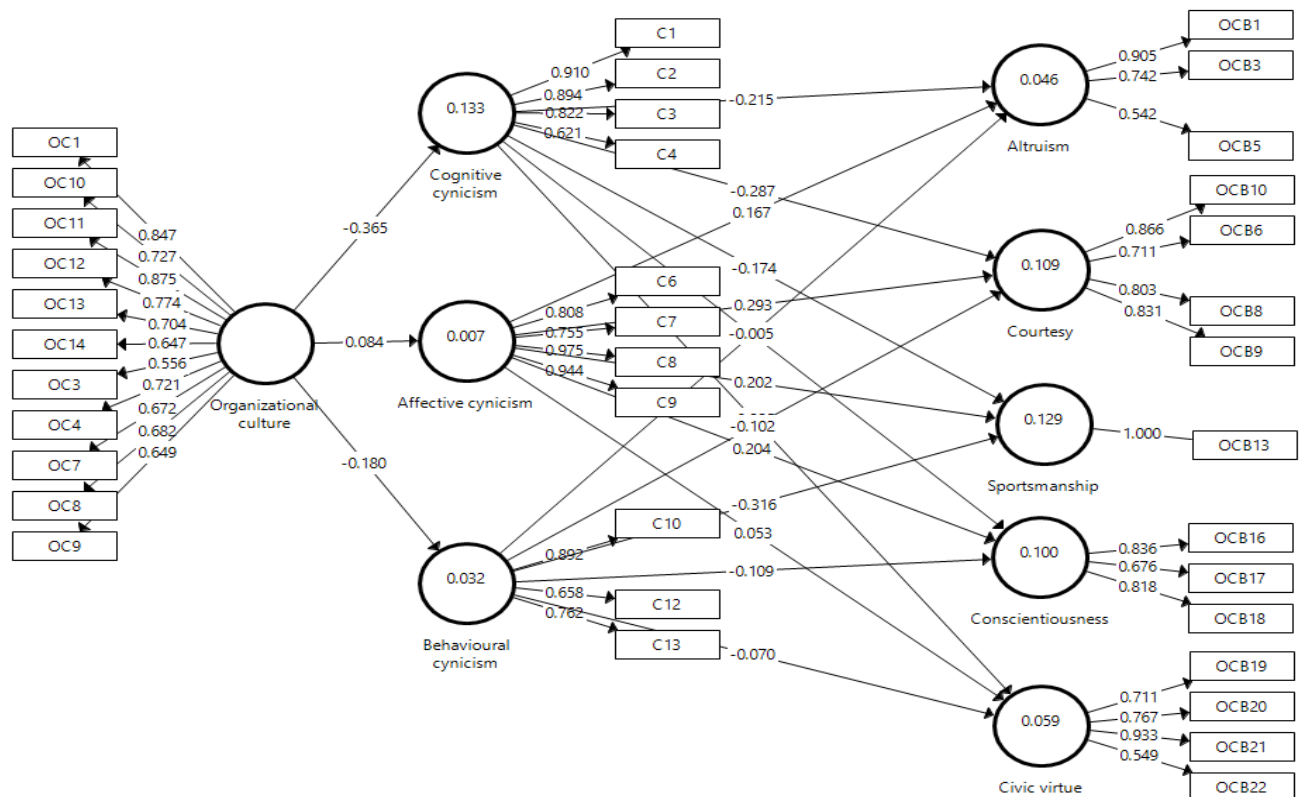 OC1
OC10
OC11
OC12
OC13
OC14
OC3
OC4
OC7
OC8
OC9
0.847
0.727
0.875
0.774
0.704
0.647
0.556
0.721
0.672
0.682
0.649
Organizational
culture
-0.365
0.084
-0.180
0.133
Cognitive
cynicism
0.007
Affective cynicism
0.032
Behavioural
cynicism
C1
C2
C3
C4
0.910
0.894
0.822
0.621
C6
C7
C8
C9
0.808
0.755
0.975
0.944
C10
C12
C13
0.892
0.658
0.762
-0.215
-0.287
0.167
-0.174
0.293
-0.005
0.202
-0.102
0.204
-0.316
0.053
-0.109
-0.070
0.046
Altruism
0.109
Courtesy
0.129
Sportsmanship
0.100
Conscientiousness
0.059
Civic virtue
0.905
0.742
0.542
OCB1
OCB3
OCB5
0.866
0.711
0.803
0.831
OCB10
OCB6
OCB8
OCB9
1.000
OCB13
0.836
0.676
0.818
OCB16
OCB17
OCB18
0.711
0.767
0.933
0.549
OCB19
OCB20
OCB21
OCB22